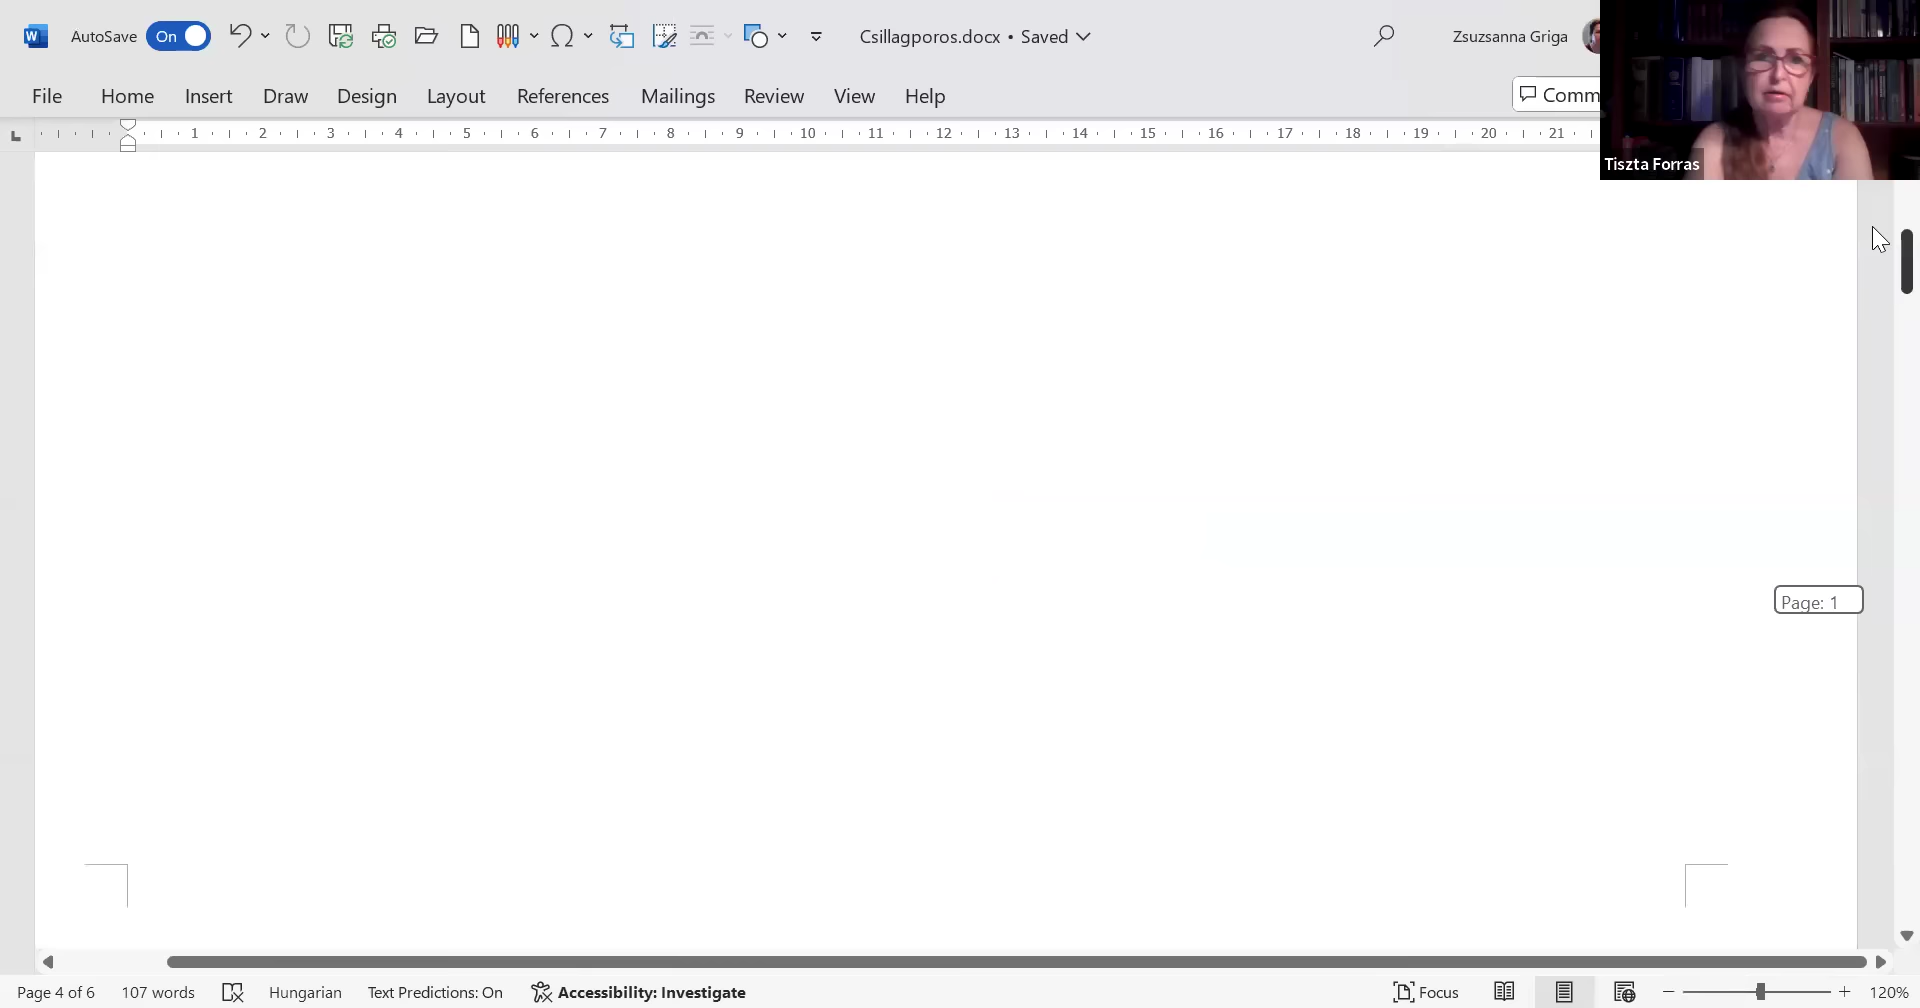 AutoSave On Csillagporos.docx • Saved Zsuzsanna Griga
File Home Insert Draw Design Layout References Mailings Review View Help Comm
1 2 3 4 5 6 7 8 9 10 11 12 13 14 15 16 17 18 19 20 21
Tiszta Forras
Page: 1
Page 4 of 6 107 words Hungarian Text Predictions: On Accessibility: Investigate Focus 120%